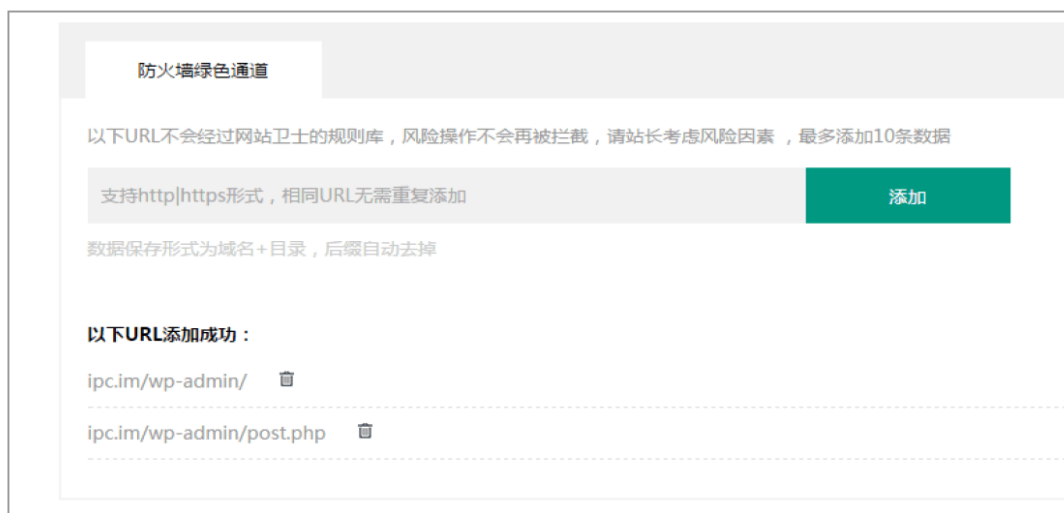 防火墙绿色通道
以下URL不会经过网站卫士的规则库，风险操作不会再被拦截，请站长考虑风险因素 ，最多添加10条数据
支持http|https形式，相同URL无需重复添加
添加
数据保存形式为域名+目录，后缀自动去掉
以下URL添加成功：
ipc.im/wp-admin/
ipc.im/wp-admin/post.php